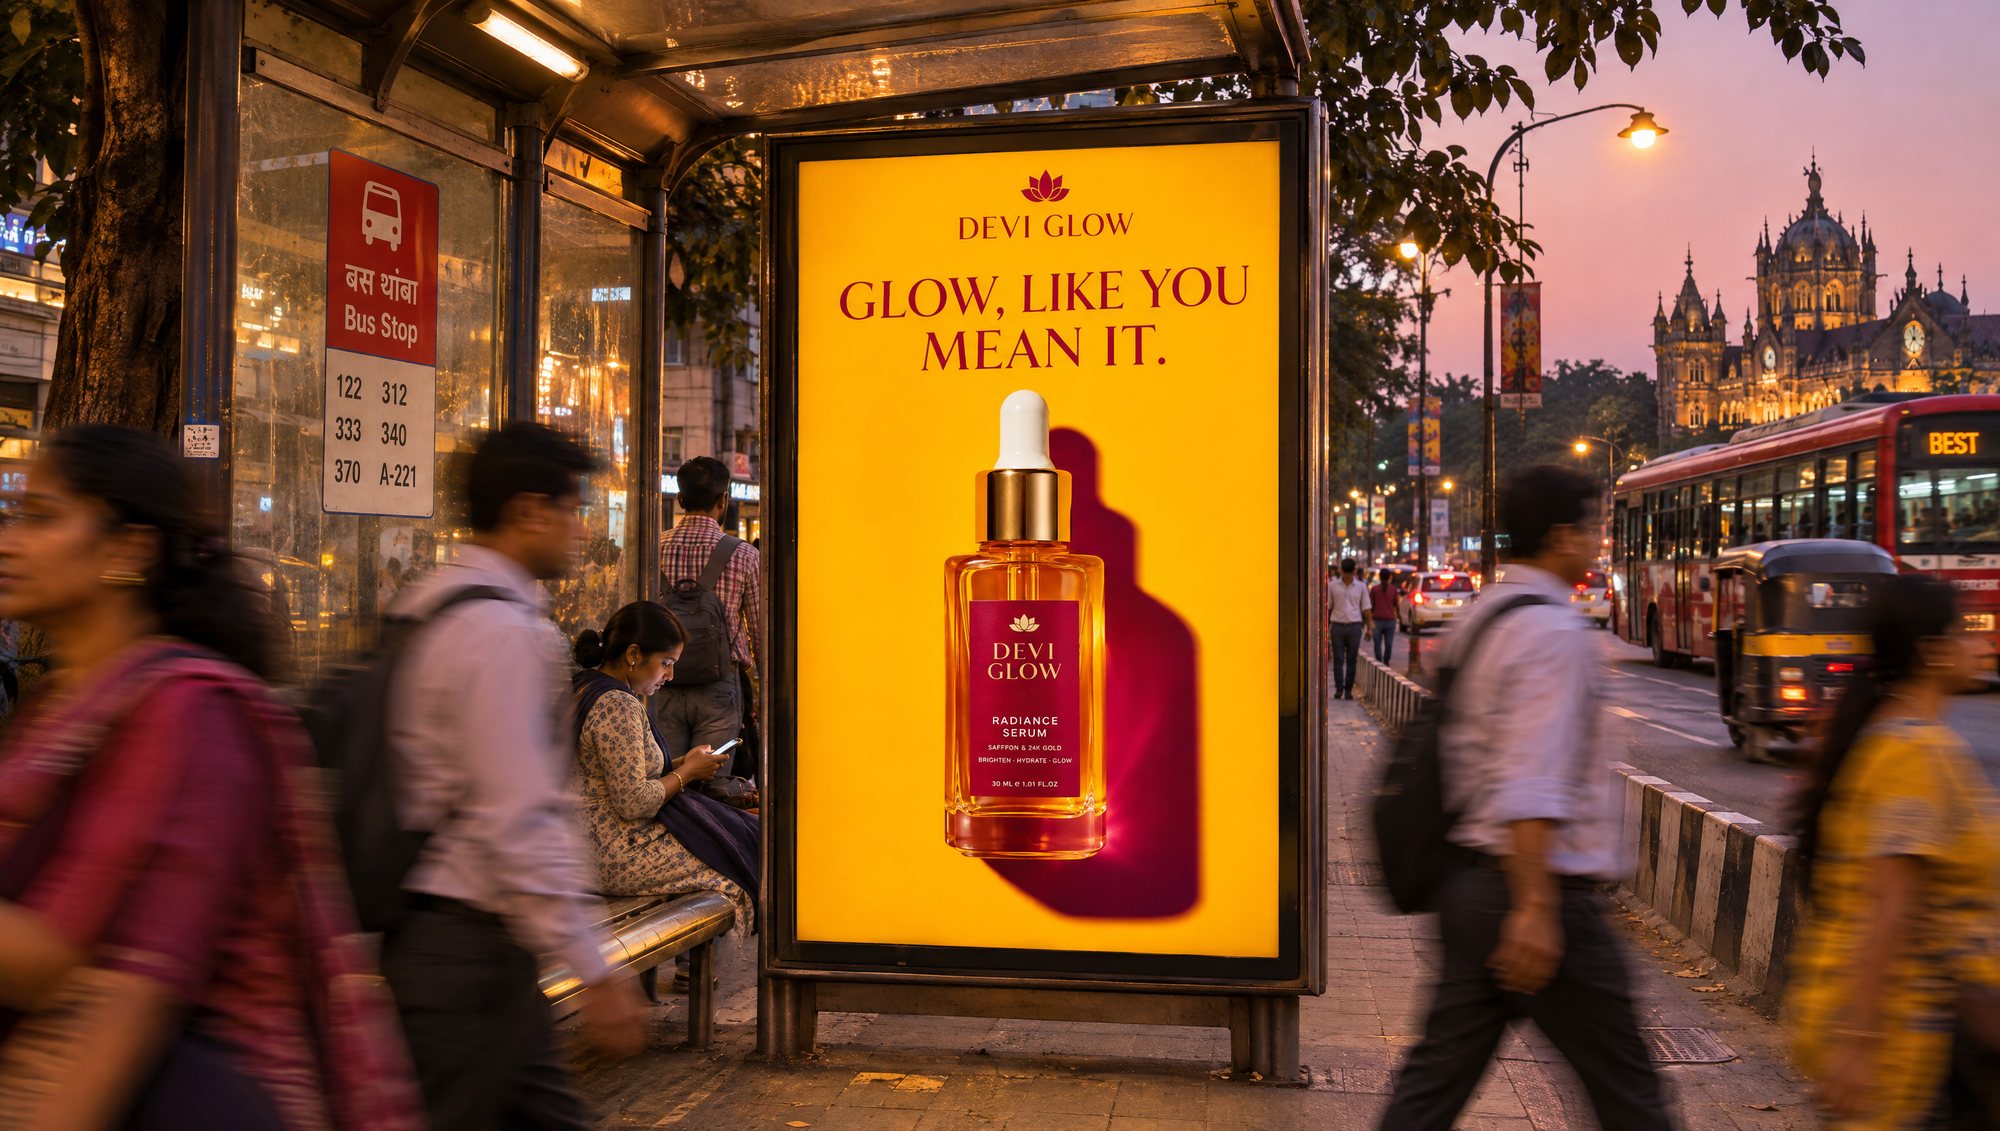 बस थांबा
Bus Stop
122 312
333 340
370 A-221
DEVI GLOW
GLOW, LIKE YOU
MEAN IT.
DEVI
GLOW
RADIANCE
SERUM
SAFFRON & 24K GOLD
BRIGHTEN · HYDRATE · GLOW
30 ML e 1.01 FL.OZ
BEST